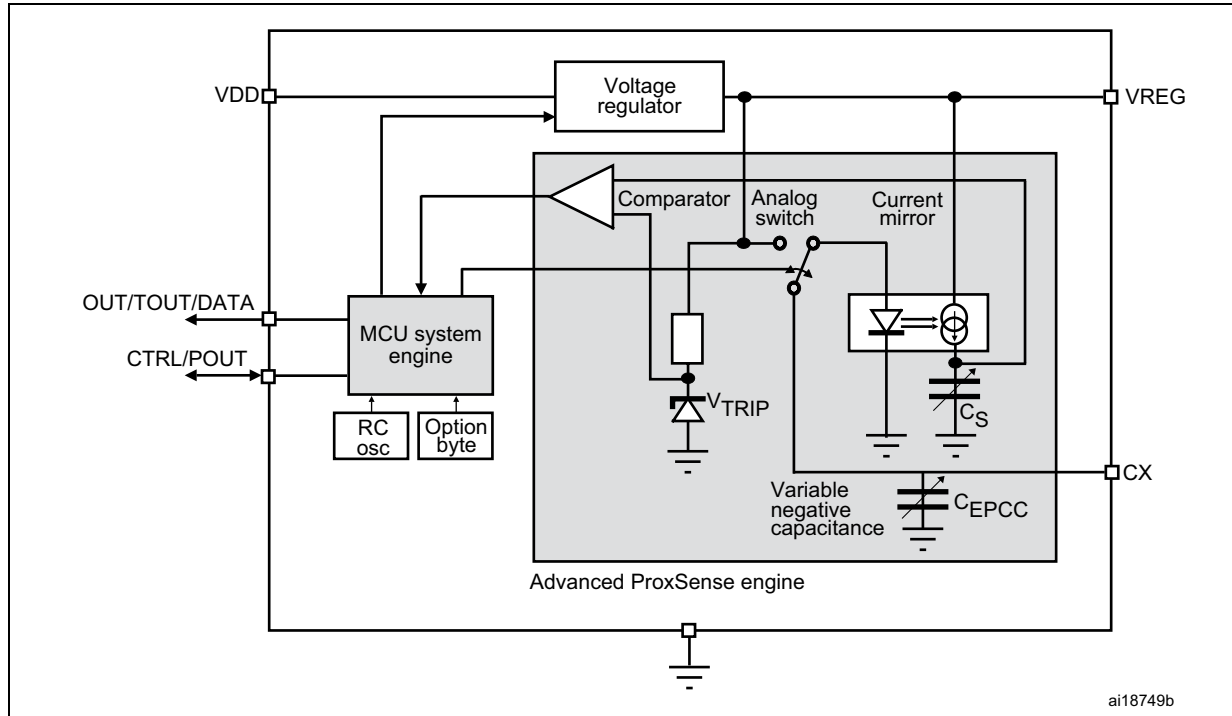 Voltage
regulator
VDD
VREG
Comparator
Analog
switch
Current
mirror
OUT/TOUT/DATA
MCU system
engine
CTRL/POUT
RC
osc
Option
byte
VTRIP
CS
CX
Variable
negative
capacitance
CEPCC
Advanced ProxSense engine
ai18749b